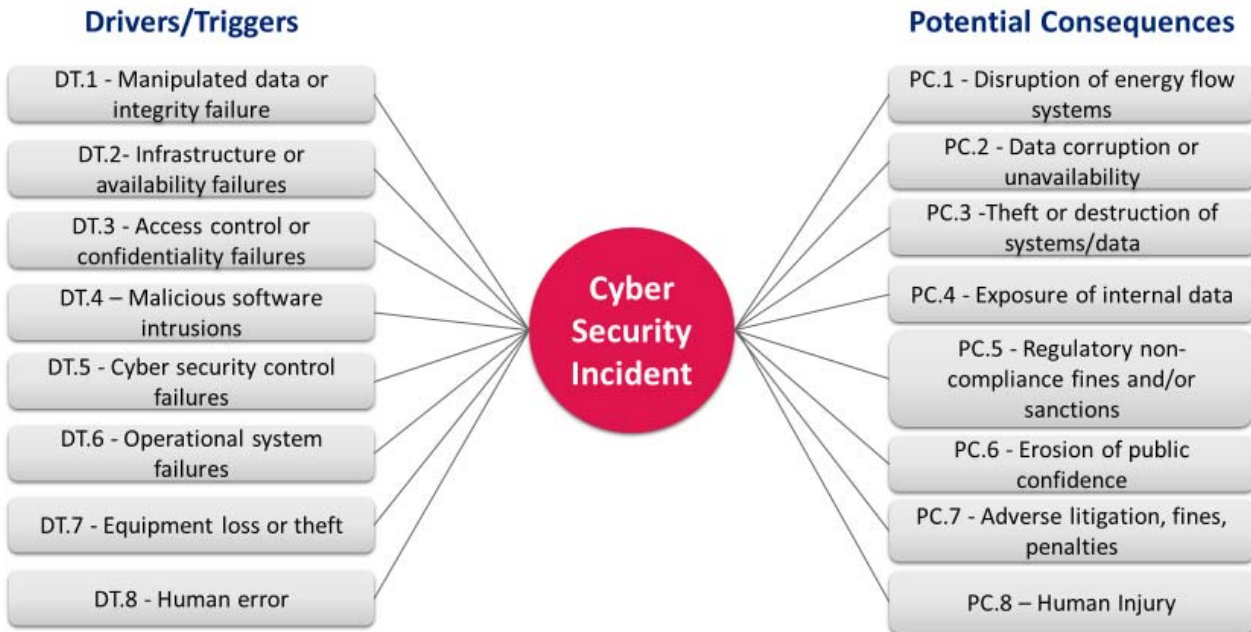 Drivers/Triggers
DT.1 - Manipulated data or
integrity failure
DT.2- Infrastructure or
availability failures
DT.3 - Access control or
confidentiality failures
DT.4 – Malicious software
intrusions
DT.5 - Cyber security control
failures
DT.6 - Operational system
failures
DT.7 - Equipment loss or theft
DT.8 - Human error
Cyber
Security
Incident
Potential Consequences
PC.1 - Disruption of energy flow
systems
PC.2 - Data corruption or
unavailability
PC.3 -Theft or destruction of
systems/data
PC.4 - Exposure of internal data
PC.5 - Regulatory non-
compliance fines and/or
sanctions
PC.6 - Erosion of public
confidence
PC.7 - Adverse litigation, fines,
penalties
PC.8 – Human Injury